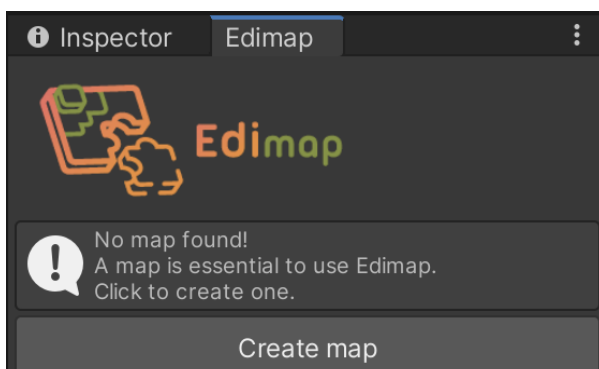 Inspector
Edimap
Edimap
No map found!
A map is essential to use Edimap.
Click to create one.
Create map